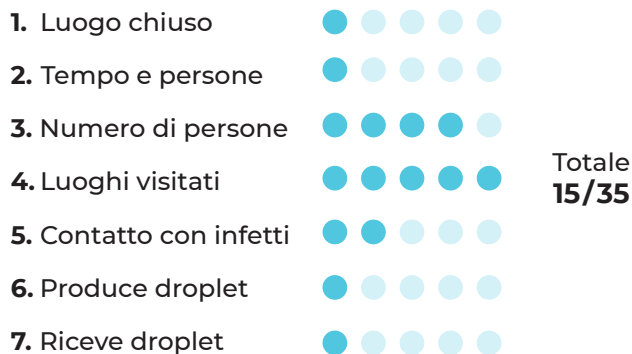 1. Luogo chiuso
2. Tempo e persone
3. Numero di persone
4. Luoghi visitati
5. Contatto con infetti
6. Produce droplet
7. Riceve droplet
Totale
15/35